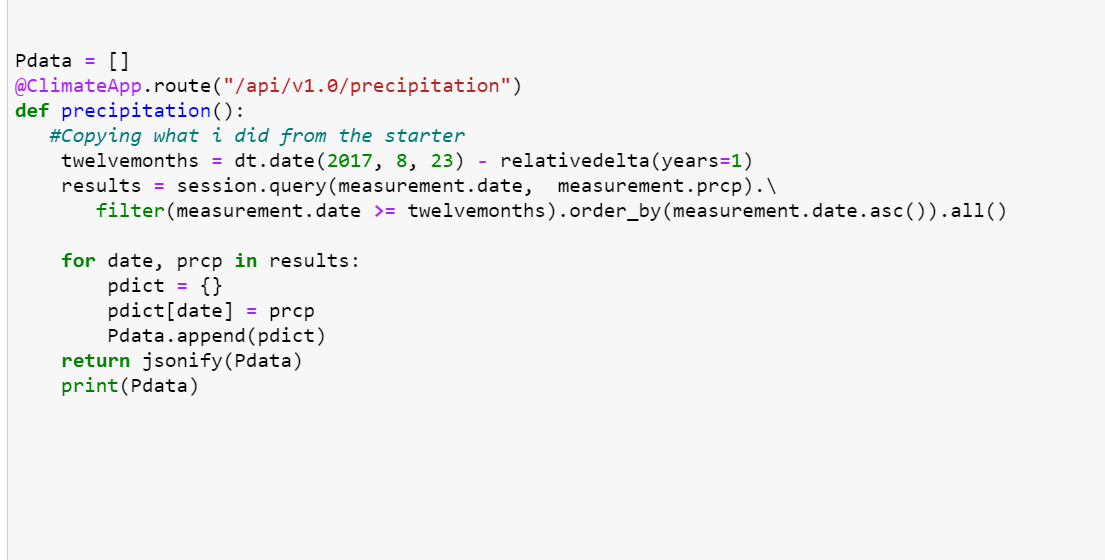 Pdata = []
@ClimateApp.route("/api/v1.0/precipitation")
def precipitation():
   #Copying what i did from the starter
    twelvemonths = dt.date(2017, 8, 23) - relativedelta(years=1)
    results = session.query(measurement.date,  measurement.prcp).\
       filter(measurement.date >= twelvemonths).order_by(measurement.date.asc()).all()
    for date, prcp in results:
        pdict = {}
        pdict[date] = prcp
        Pdata.append(pdict)
    return jsonify(Pdata)
    print(Pdata)